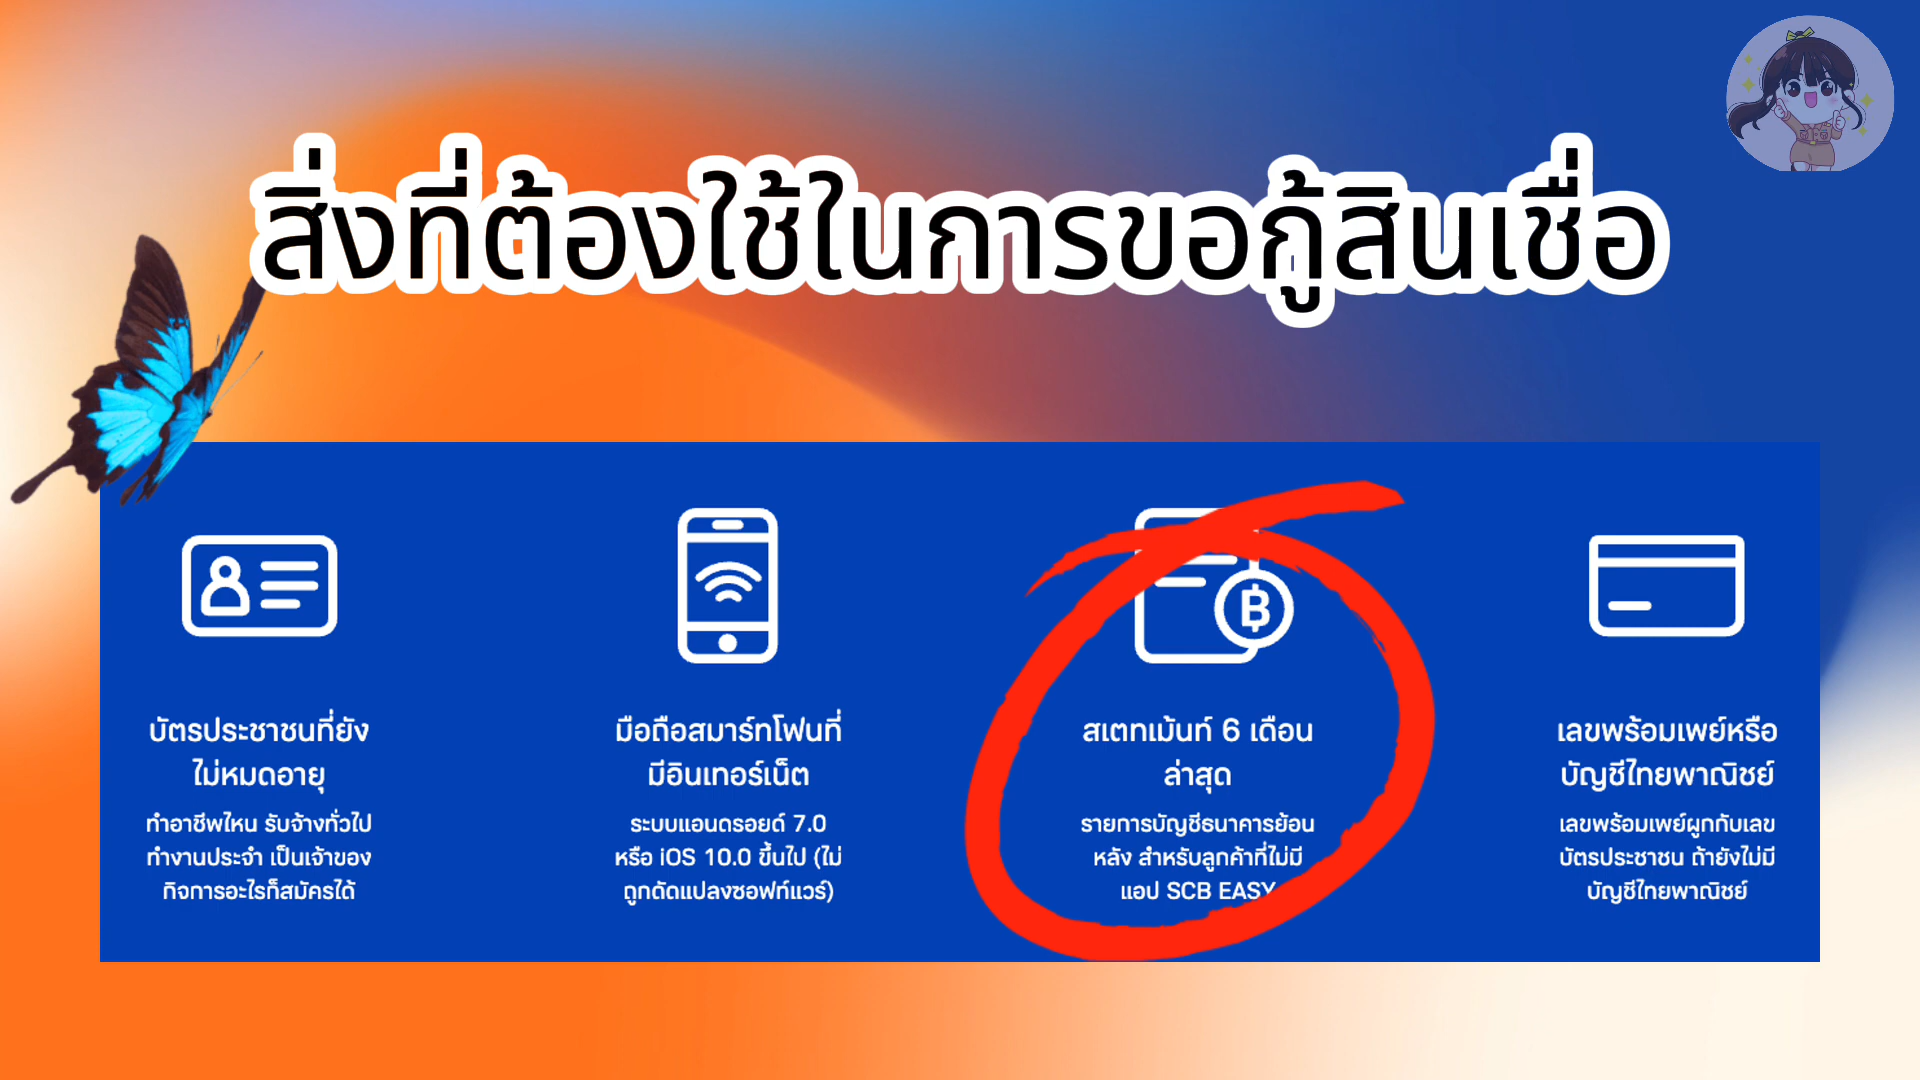 สิ่งที่ต้องใช้ในการขอกู้สินเชื่อ
บัตรประชาชนที่ยัง
ไม่หมดอายุ
ทำอาชีพไหน รับจ้างทั่วไป
ทำงานประจำ เป็นเจ้าของ
กิจการอะไรก็สมัครได้
มือถือสมาร์ทโฟนที่
มีอินเทอร์เน็ต
ระบบแอนดรอยด์ 7.0
หรือ iOS 10.0 ขึ้นไป (ไม่
ถูกดัดแปลงซอฟท์แวร์)
สเตทเม้นท์ 6 เดือน
ล่าสุด
รายการบัญชีธนาคารย้อน
หลัง สำหรับลูกค้าที่ไม่มี
แอป SCB EASY
เลขพร้อมเพย์หรือ
บัญชีไทยพาณิชย์
เลขพร้อมเพย์ผูกกับเลข
บัตรประชาชน ถ้ายังไม่มี
บัญชีไทยพาณิชย์